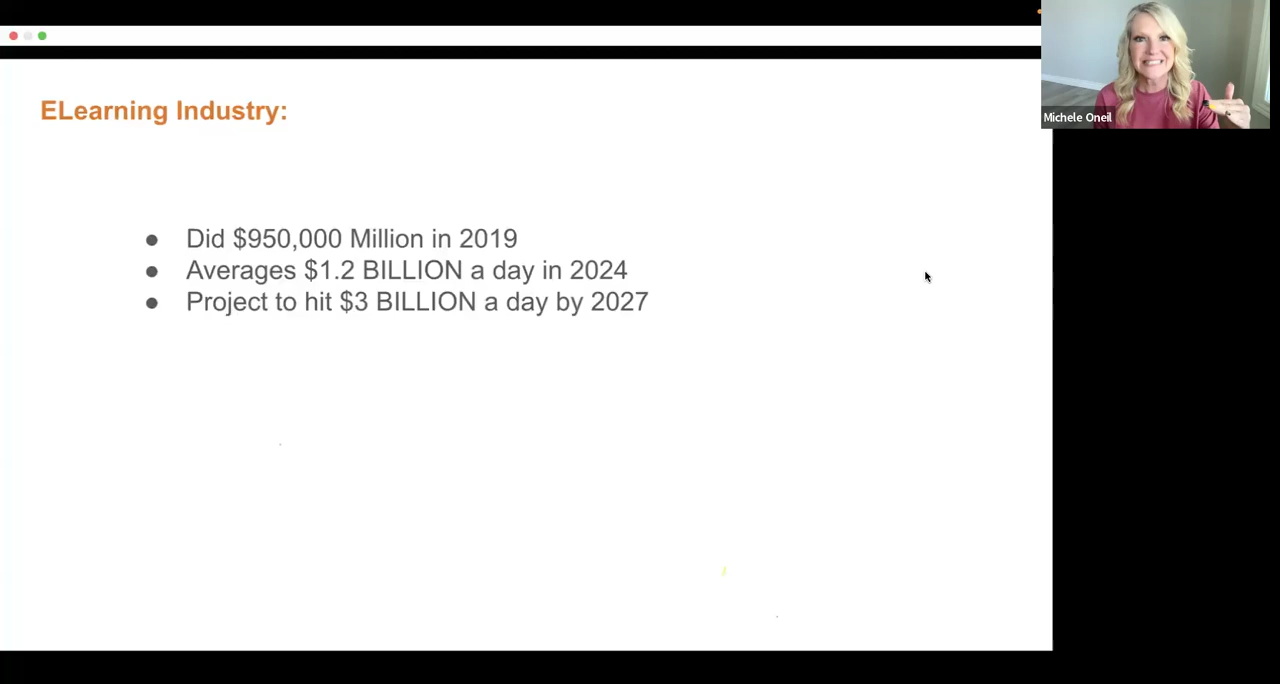 ELearning Industry:
Michele Oneil
● Did $950,000 Million in 2019
● Averages $1.2 BILLION a day in 2024
● Project to hit $3 BILLION a day by 2027